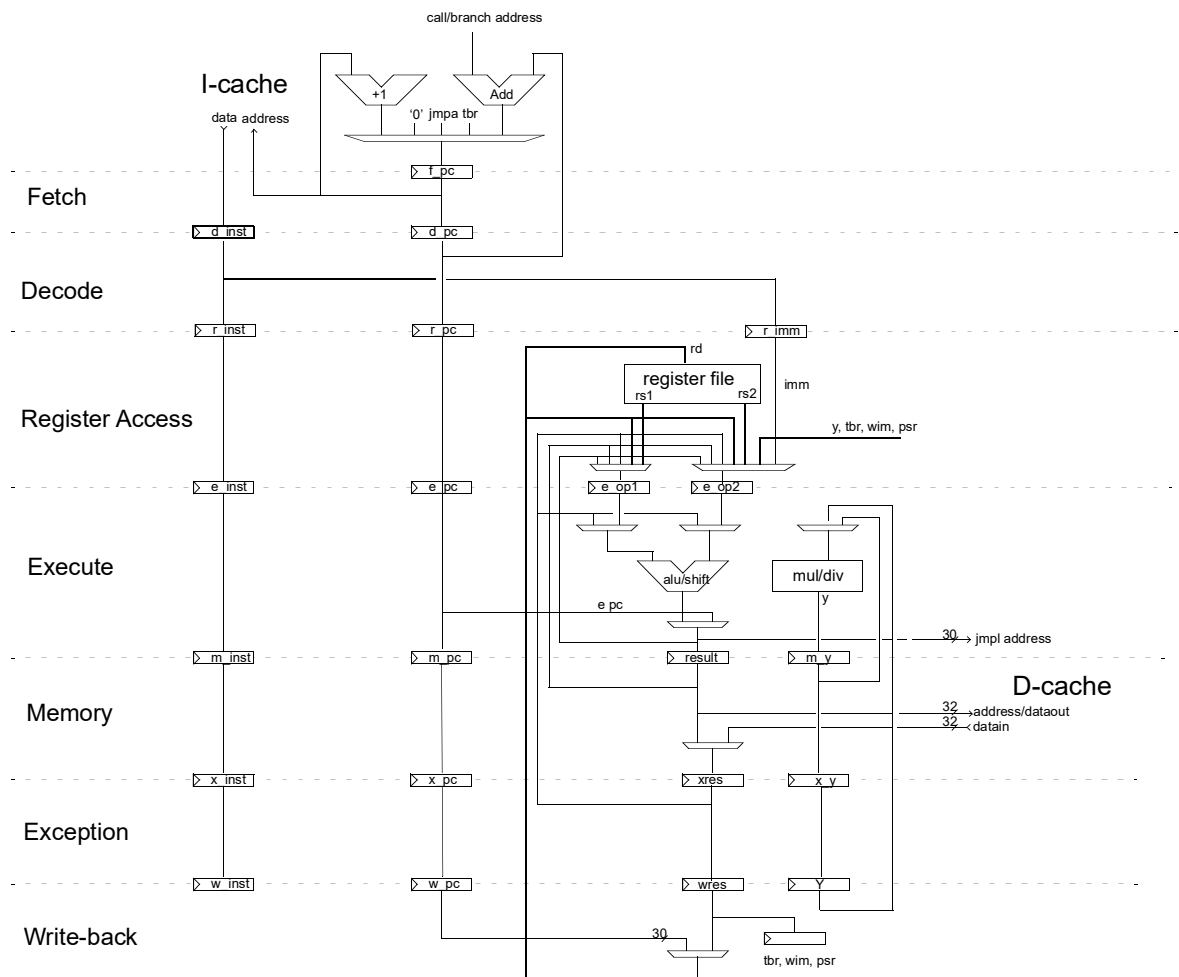 call/branch address
I-cache
+1
Add
data address
'0' jmpa tbr
f_pc
Fetch
d_inst
d_pc
Decode
r_inst
r_pc
r_imm
rd
register file
rs1
rs2
imm
Register Access
y, tbr, wim, psr
e_inst
e_pc
e_op1
e_op2
Execute
alu/shift
mul/div
y
e pc
30
jmpl address
m_inst
m_pc
result
m_y
D-cache
Memory
32
address/dataout
32
datain
x_inst
x_pc
xres
x_y
Exception
w_inst
w_pc
wres
Y
Write-back
30
tbr, wim, psr